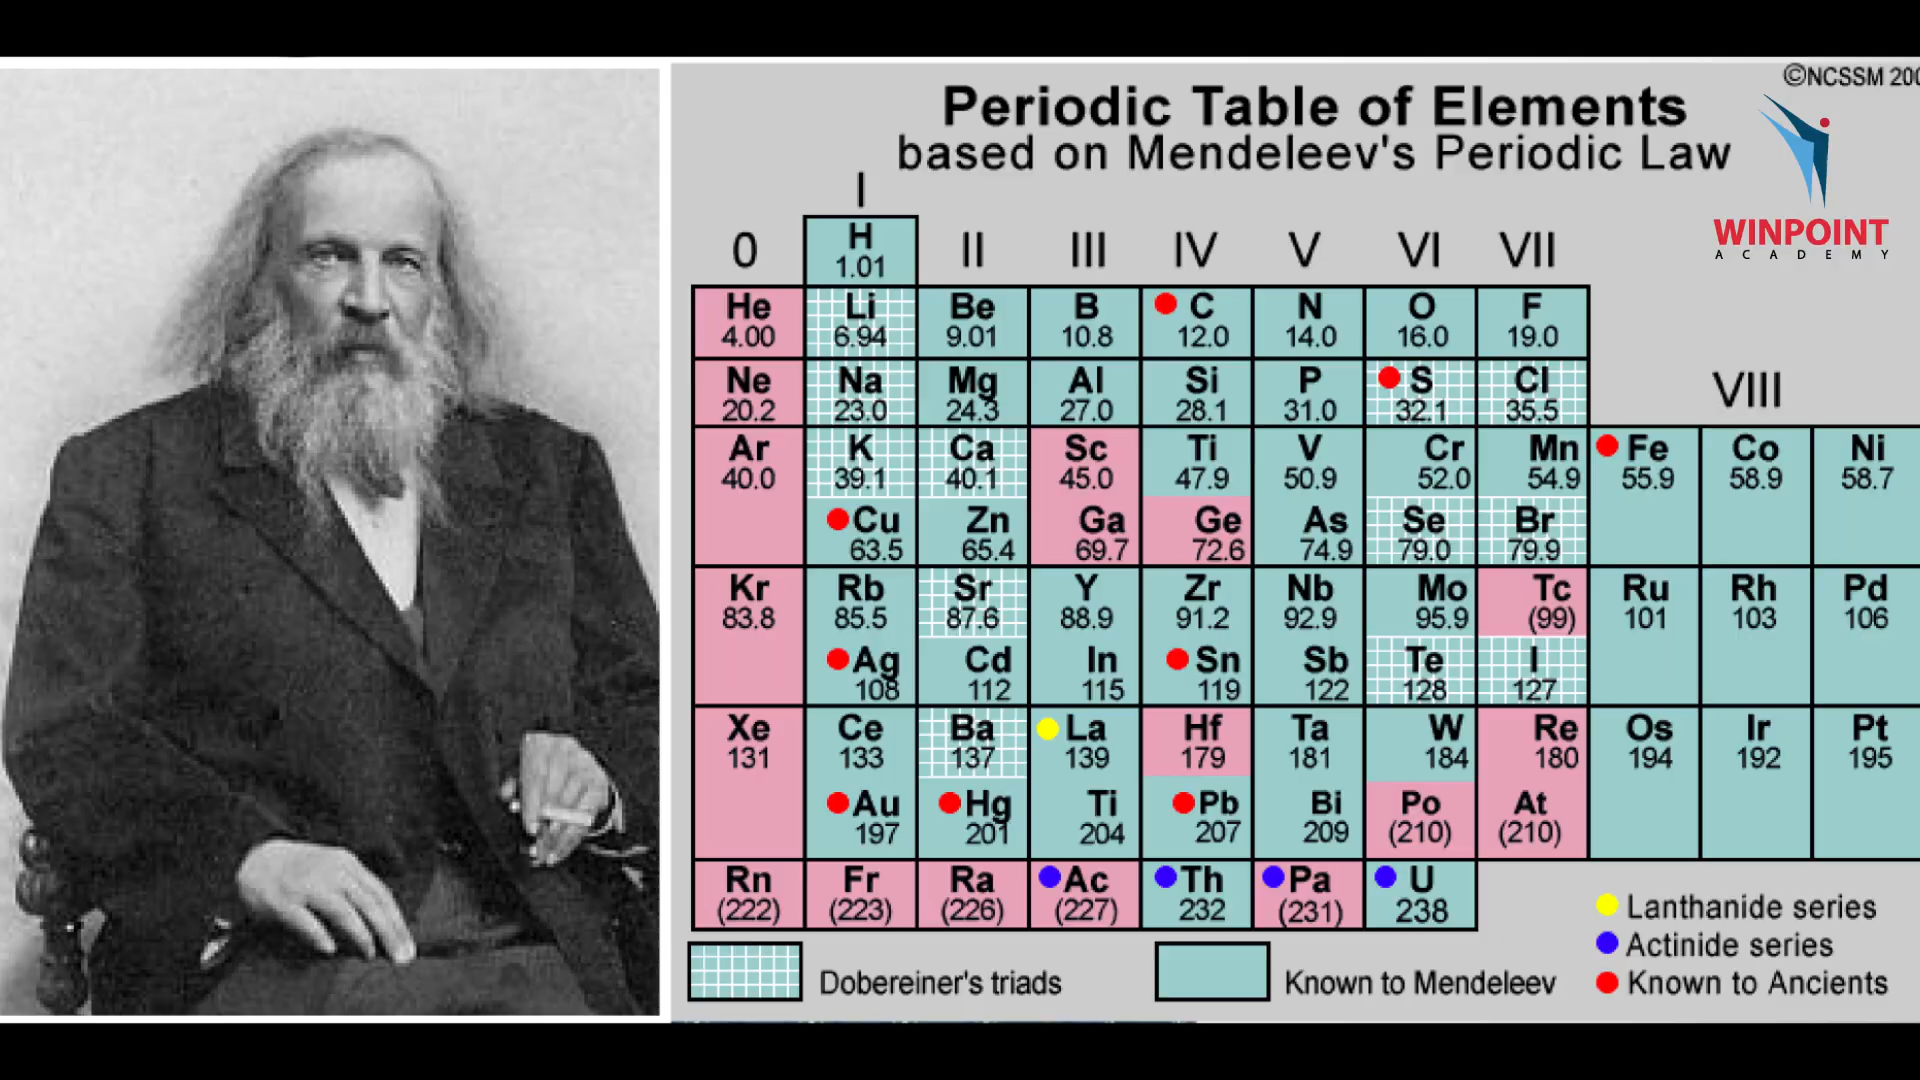 ©NCSSM 200
Periodic Table of Elements
based on Mendeleev's Periodic Law
WINPOINT
ACADEMY
I
0 II III IV V VI VII
H
1.01
He Li Be B C N O F
4.00 6.94 9.01 10.8 12.0 14.0 16.0 19.0
VIII
Ne Na Mg Al Si P S Cl
20.2 23.0 24.3 27.0 28.1 31.0 32.1 35.5
Ar K Ca Sc Ti V Cr Mn Fe Co Ni
40.0 39.1 40.1 45.0 47.9 50.9 52.0 54.9 55.9 58.9 58.7
Cu Zn Ga Ge As Se Br
63.5 65.4 69.7 72.6 74.9 79.0 79.9
Kr Rb Sr Y Zr Nb Mo Tc Ru Rh Pd
83.8 85.5 87.6 88.9 91.2 92.9 95.9 (99) 101 103 106
Ag Cd In Sn Sb Te I
108 112 115 119 122 128 127
Xe Ce Ba La Hf Ta W Re Os Ir Pt
131 133 137 139 179 181 184 180 194 192 195
Au Hg Ti Pb Bi Po At
197 201 204 207 209 (210) (210)
Rn Fr Ra Ac Th Pa U
(222) (223) (226) (227) 232 (231) 238
Lanthanide series
Actinide series
Known to Ancients
Dobereiner's triads
Known to Mendeleev